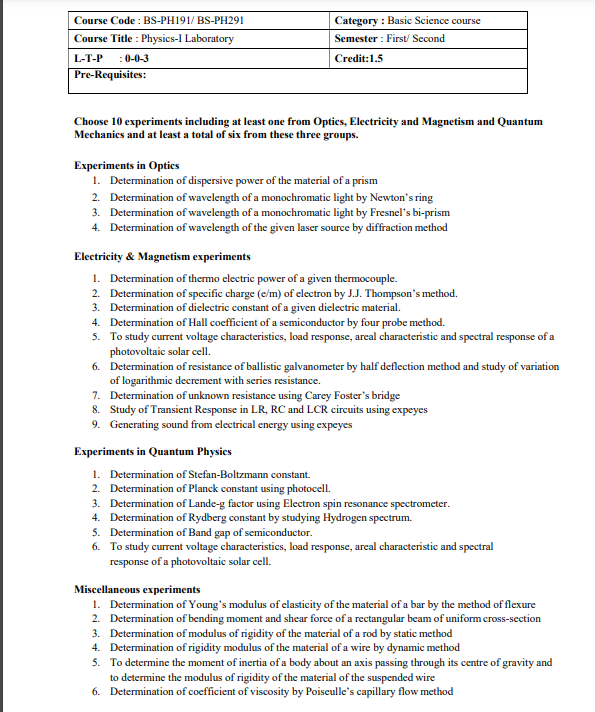 Course Code : BS-PH191/ BS-PH291
Category : Basic Science course
Course Title : Physics-I Laboratory
Semester : First/ Second
L-T-P : 0-0-3
Credit:1.5
Pre-Requisites:
Choose 10 experiments including at least one from Optics, Electricity and Magnetism and Quantum
Mechanics and at least a total of six from these three groups.
Experiments in Optics
1. Determination of dispersive power of the material of a prism
2. Determination of wavelength of a monochromatic light by Newton's ring
3. Determination of wavelength of a monochromatic light by Fresnel's bi-prism
4. Determination of wavelength of the given laser source by diffraction method
Electricity & Magnetism experiments
1. Determination of thermo electric power of a given thermocouple.
2. Determination of specific charge (e/m) of electron by J.J. Thompson's method.
3. Determination of dielectric constant of a given dielectric material.
4. Determination of Hall coefficient of a semiconductor by four probe method.
5. To study current voltage characteristics, load response, areal characteristic and spectral response of a
photovoltaic solar cell.
6. Determination of resistance of ballistic galvanometer by half deflection method and study of variation
of logarithmic decrement with series resistance.
7. Determination of unknown resistance using Carey Foster's bridge
8. Study of Transient Response in LR, RC and LCR circuits using expeyes
9. Generating sound from electrical energy using expeyes
Experiments in Quantum Physics
1. Determination of Stefan-Boltzmann constant.
2. Determination of Planck constant using photocell.
3. Determination of Lande-g factor using Electron spin resonance spectrometer.
4. Determination of Rydberg constant by studying Hydrogen spectrum.
5. Determination of Band gap of semiconductor.
6. To study current voltage characteristics, load response, areal characteristic and spectral
response of a photovoltaic solar cell.
Miscellaneous experiments
1. Determination of Young's modulus of elasticity of the material of a bar by the method of flexure
2. Determination of bending moment and shear force of a rectangular beam of uniform cross-section
3. Determination of modulus of rigidity of the material of a rod by static method
4. Determination of rigidity modulus of the material of a wire by dynamic method
5. To determine the moment of inertia of a body about an axis passing through its centre of gravity and
to determine the modulus of rigidity of the material of the suspended wire
6. Determination of coefficient of viscosity by Poiseulle's capillary flow method